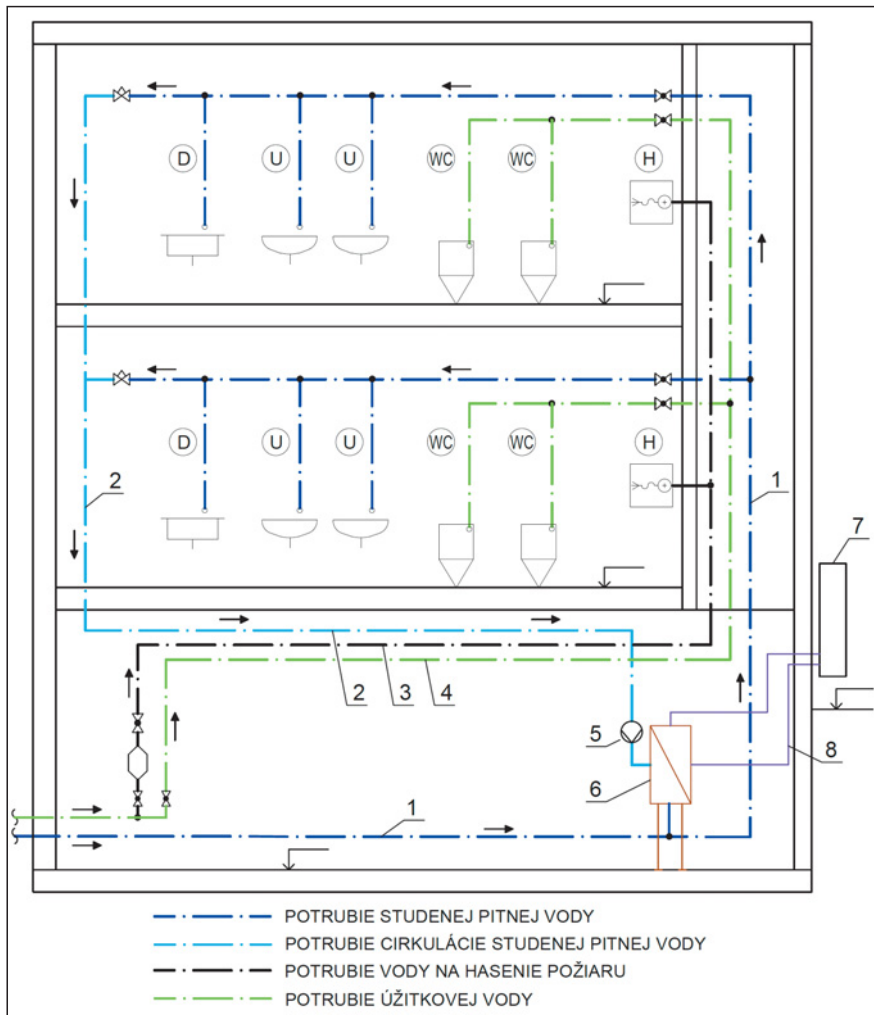 D U U WC WC H
D U U WC WC H
2
1
7
2 3 4
5
6
8
1
POTRUBIE STUDENEJ PITNEJ VODY
POTRUBIE CIRKULÁCIE STUDENEJ PITNEJ VODY
POTRUBIE VODY NA HASENIE POŽIARU
POTRUBIE ÚŽITKOVEJ VODY